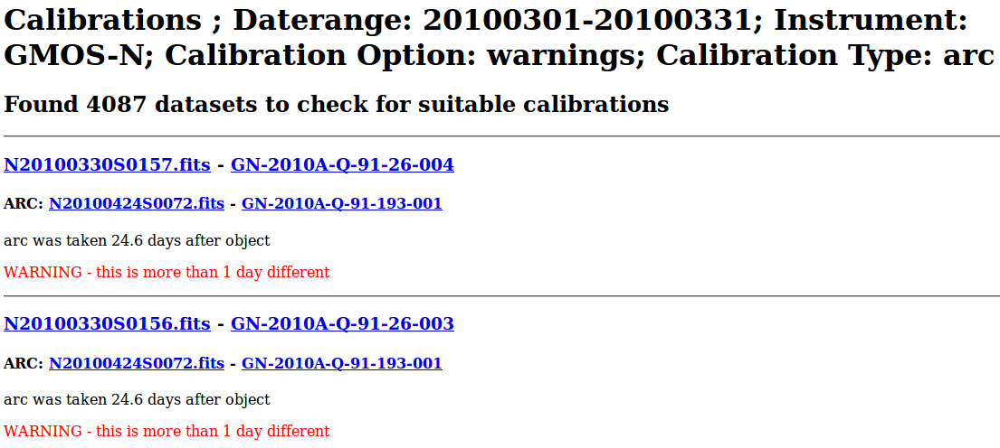 Calibrations ; Daterange: 20100301-20100331; Instrument:
GMOS-N; Calibration Option: warnings; Calibration Type: arc
Found 4087 datasets to check for suitable calibrations
N20100330S0157.fits - GN-2010A-Q-91-26-004
ARC: N20100424S0072.fits - GN-2010A-Q-91-193-001
arc was taken 24.6 days after object
WARNING - this is more than 1 day different
N20100330S0156.fits - GN-2010A-Q-91-26-003
ARC: N20100424S0072.fits - GN-2010A-Q-91-193-001
arc was taken 24.6 days after object
WARNING - this is more than 1 day different